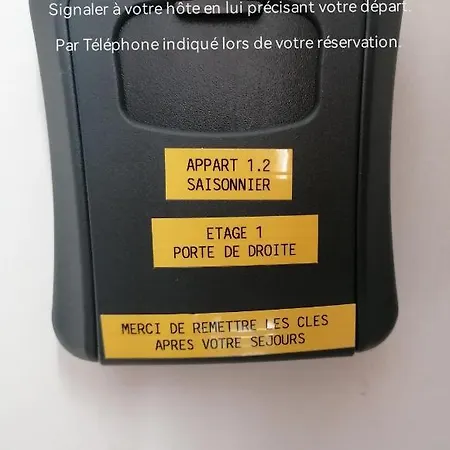 Signaler à votre hôte en lui précisant votre départ.
Par Téléphone indiqué lors de votre réservation.
APPART 1.2
SAISONNIER
ETAGE 1
PORTE DE DROITE
MERCI DE REMETTRE LES CLES
APRES VOTRE SEJOURS